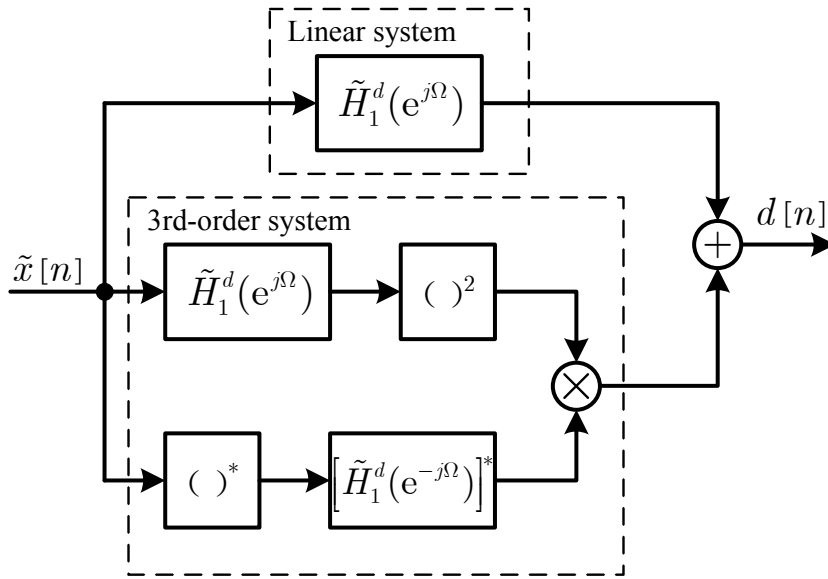 Linear system
H̃₁ᵈ(e^{jΩ})
3rd-order system
x̃[n]
H̃₁ᵈ(e^{jΩ})
( )²
+
d[n]
×
( )*
[H̃₁ᵈ(e^{-jΩ})]*